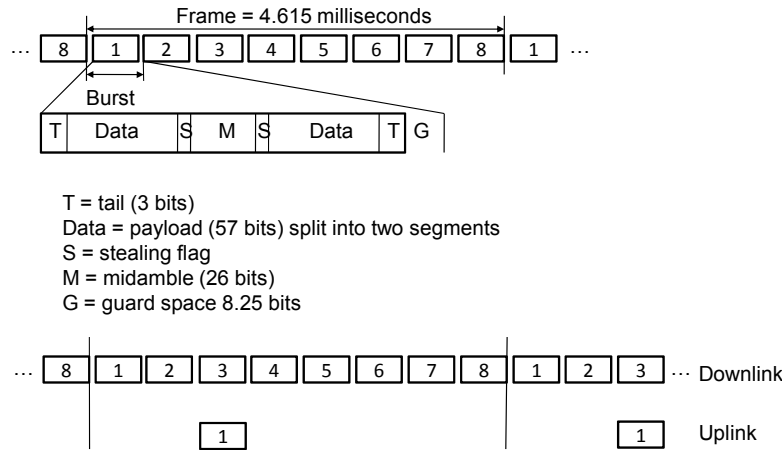 Frame = 4.615 milliseconds
... 8 1 2 3 4 5 6 7 8 1 ...
Burst
T Data S M S Data T G
T = tail (3 bits)
Data = payload (57 bits) split into two segments
S = stealing flag
M = midamble (26 bits)
G = guard space 8.25 bits
... 8 1 2 3 4 5 6 7 8 1 2 3 ... Downlink
1 1 Uplink